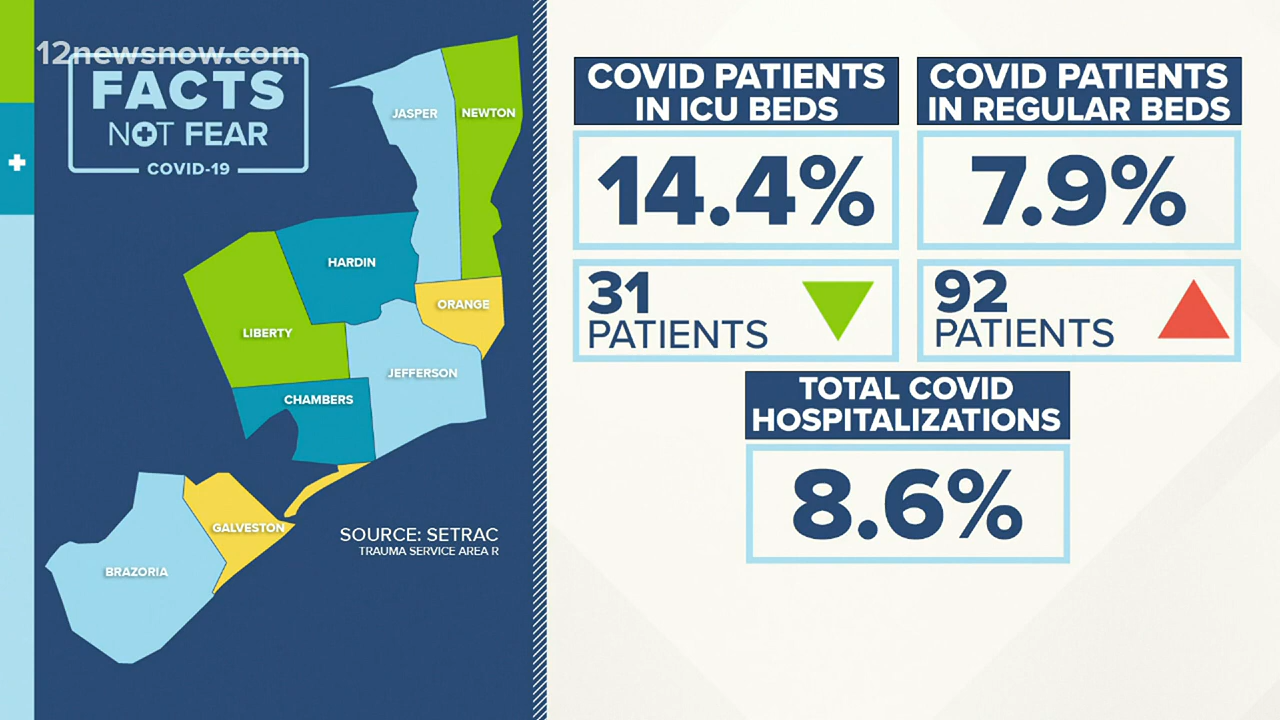 12newsnow.com
FACTS
NOT FEAR
COVID-19
JASPER
NEWTON
HARDIN
ORANGE
LIBERTY
JEFFERSON
CHAMBERS
GALVESTON
BRAZORIA
SOURCE: SETRAC
TRAUMA SERVICE AREA R
COVID PATIENTS
IN ICU BEDS
14.4%
31
PATIENTS
COVID PATIENTS
IN REGULAR BEDS
7.9%
92
PATIENTS
TOTAL COVID
HOSPITALIZATIONS
8.6%